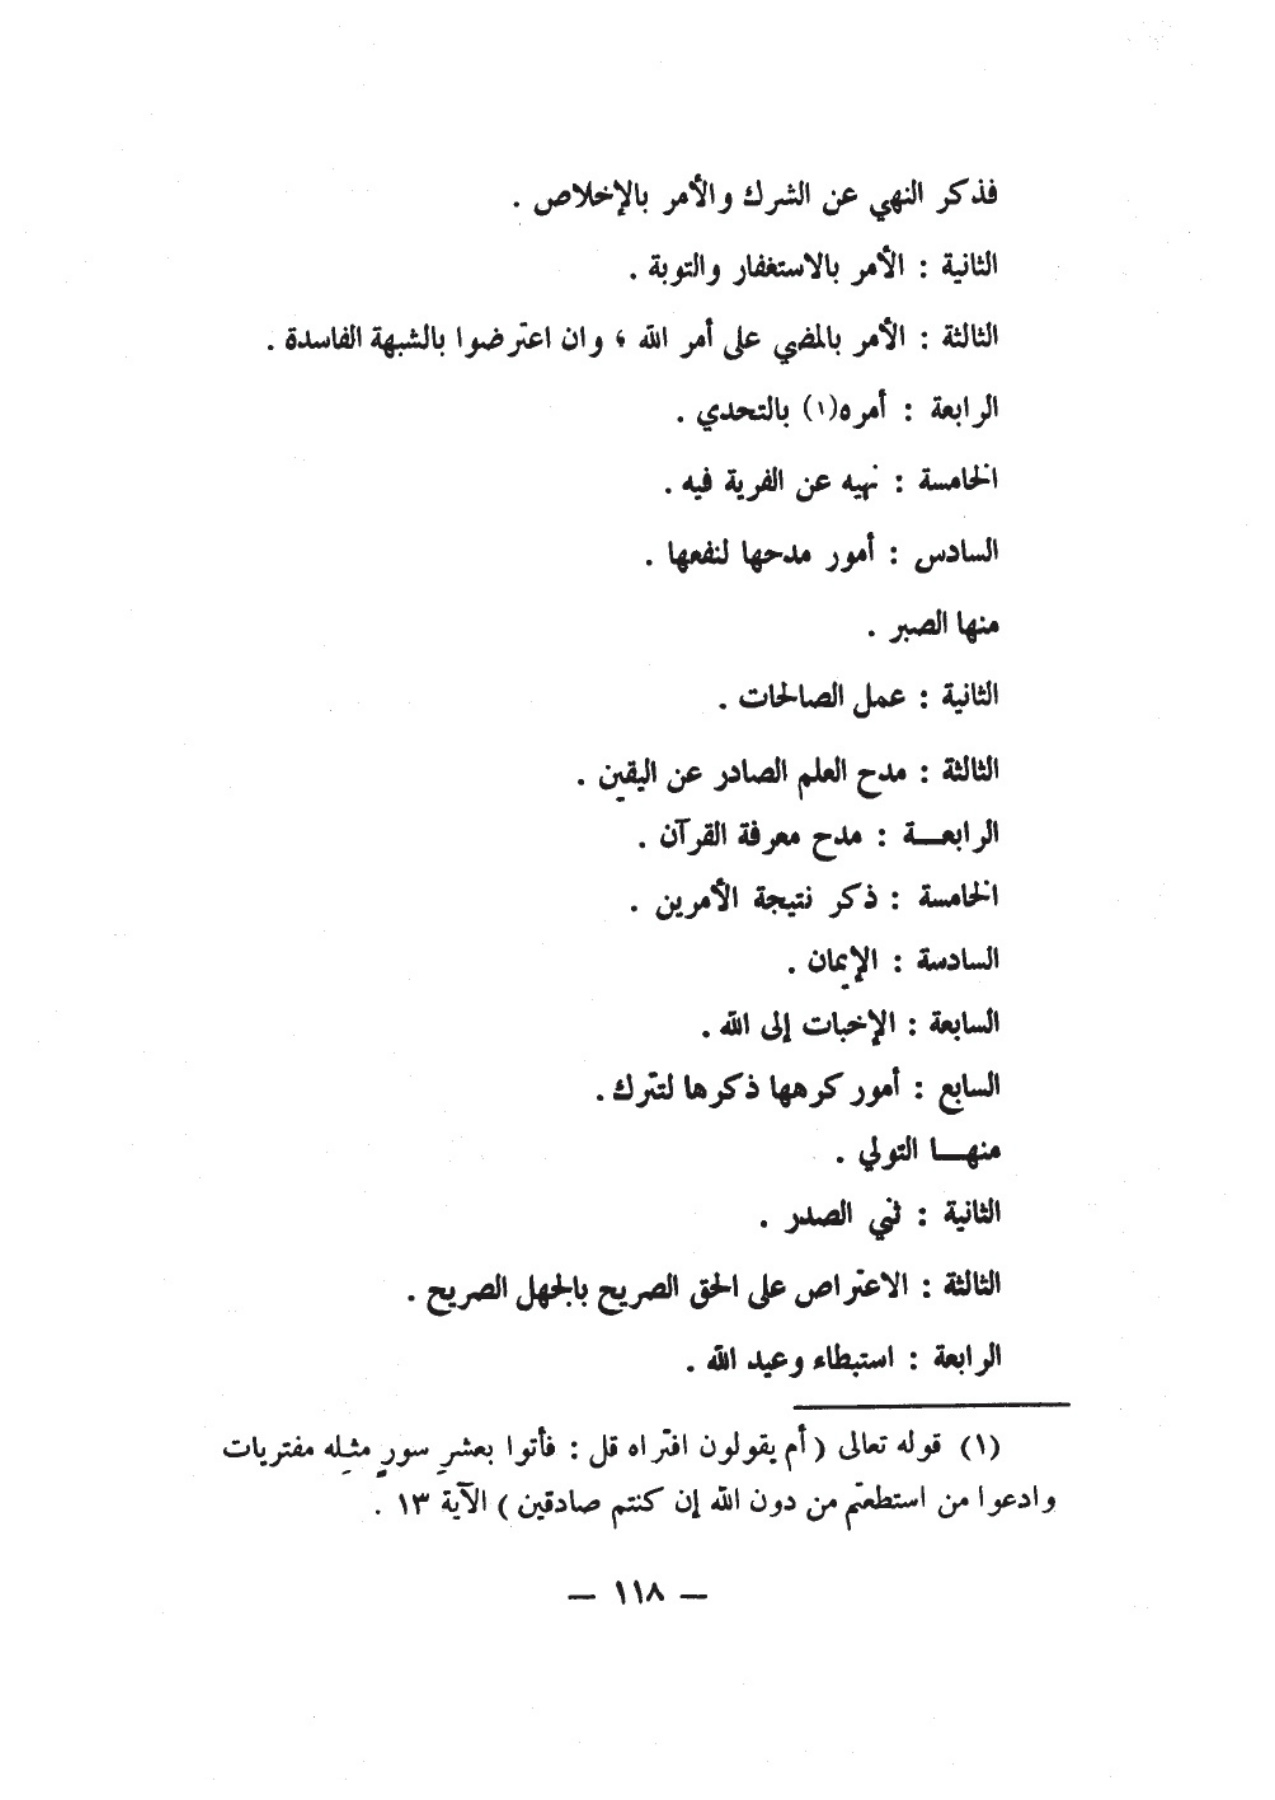 فذكر النهي عن الشرك والأمر بالإخلاص .
الثانية : الأمر بالاستغفار والتوبة .
الثالثة : الأمر بالمضي على أمر الله ، وان اعترضوا بالشبهة الفاسدة .
الرابعة : أمره(١) بالتحدي .
الخامسة : نهيه عن الفرية فيه .
السادس : أمور مدحها لنفعها .
منها الصبر .
الثانية : عمل الصالحات .
الثالثة : مدح العلم الصادر عن اليقين .
الرابعـــة : مدح معرفة القرآن .
الخامسة : ذكر نتيجة الأمرين .
السادسة : الإيمان .
السابعة : الإخبات إلى الله .
السابع : أمور كرهها ذكرها لتترك .
منهـــا التولي .
الثانية : ثني الصدر .
الثالثة : الاعتراص على الحق الصريح بالجهل الصريح .
الرابعة : استبطاء وعيد الله .
(١) قوله تعالى ( أم يقولون افتراه قل : فأتوا بعشرِ سورٍ مثلِه مفتريات
وادعوا من استطعتم من دون الله إن كنتم صادقين ) الآية ١٣ .
— ١١٨ —